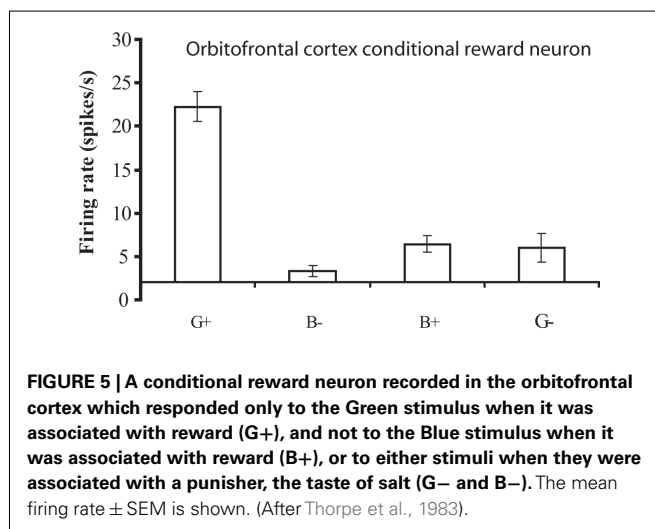 Orbitofrontal cortex conditional reward neuron
Firing rate (spikes/s)
30
25
20
15
10
5
0
G+ B- B+ G-
FIGURE 5 | A conditional reward neuron recorded in the orbitofrontal
cortex which responded only to the Green stimulus when it was
associated with reward (G+), and not to the Blue stimulus when it
was associated with reward (B+), or to either stimuli when they were
associated with a punisher, the taste of salt (G− and B−). The mean
firing rate ± SEM is shown. (After Thorpe et al., 1983).